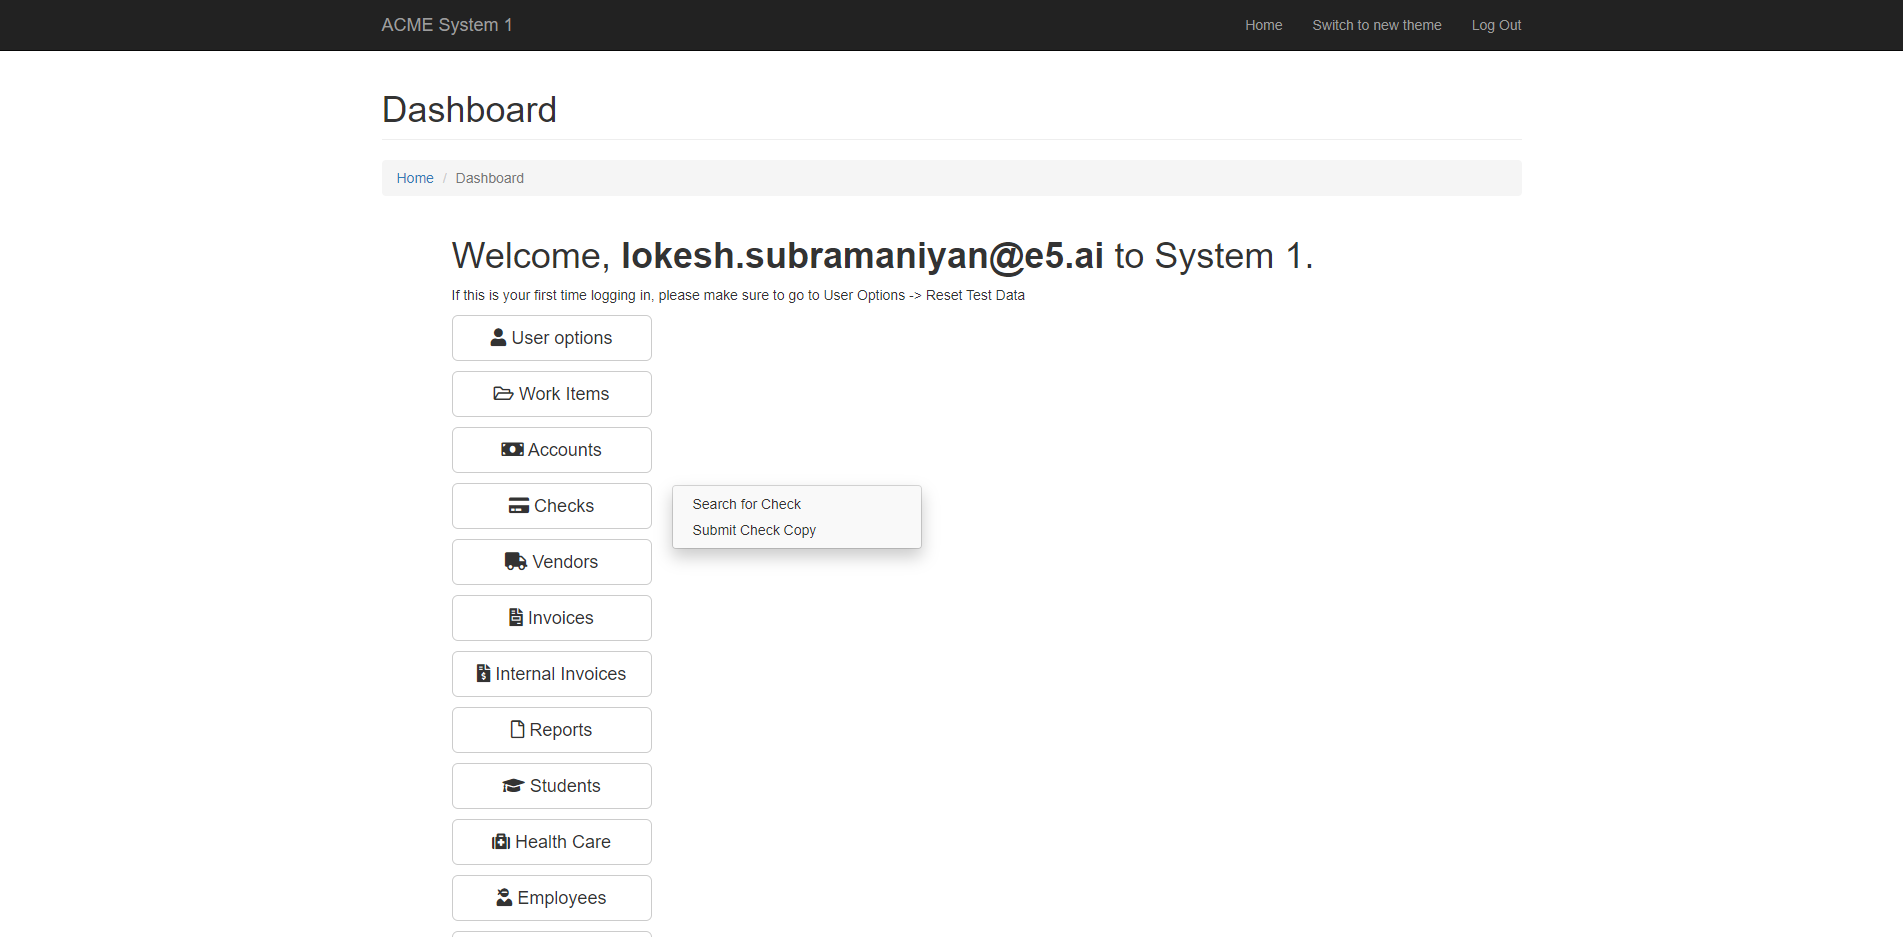 ACME System 1
Home
Switch to new theme
Log Out
Dashboard
Home / Dashboard
Welcome, lokesh.subramaniyan@e5.ai to System 1.
If this is your first time logging in, please make sure to go to User Options -> Reset Test Data
User options
Work Items
Accounts
Checks
Search for Check
Submit Check Copy
Vendors
Invoices
Internal Invoices
Reports
Students
Health Care
Employees